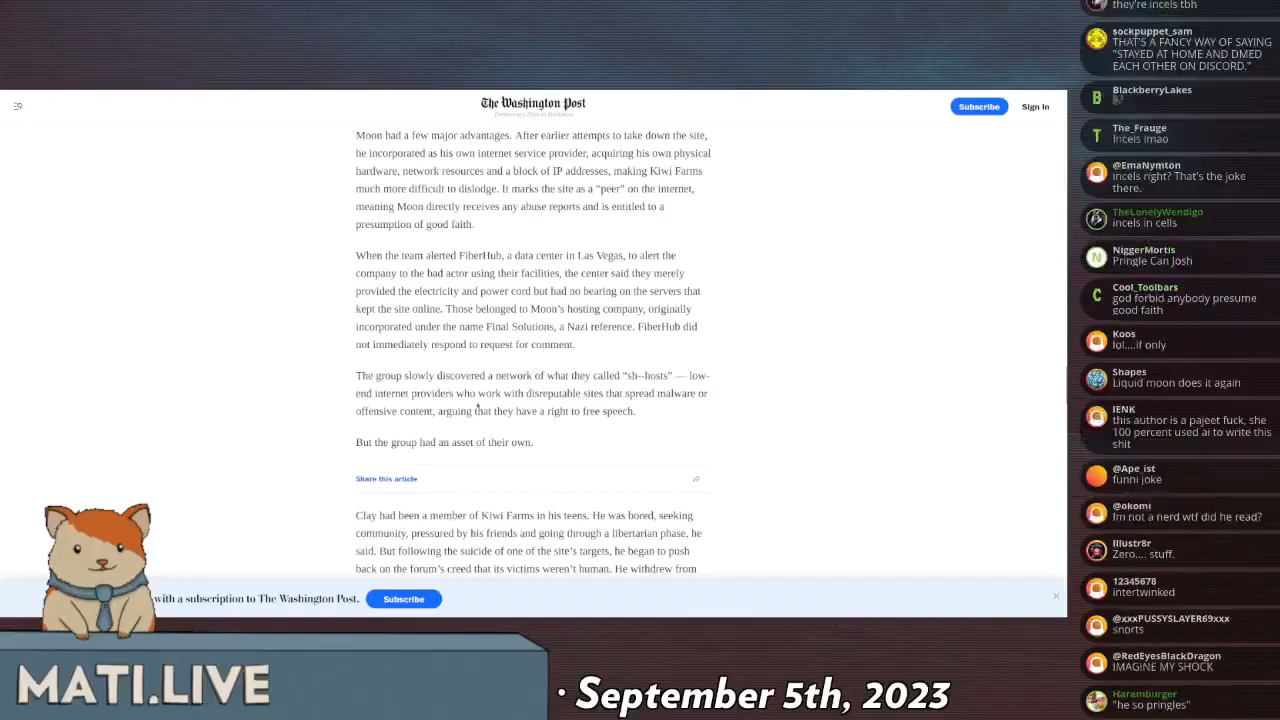 The Washington Post
Democracy Dies in Darkness
Subscribe
Sign In
Moon had a few major advantages. After earlier attempts to take down the site,
he incorporated as his own internet service provider, acquiring his own physical
hardware, network resources and a block of IP addresses, making Kiwi Farms
much more difficult to dislodge. It marks the site as a “peer” on the internet,
meaning Moon directly receives any abuse reports and is entitled to a
presumption of good faith.
When the team alerted FiberHub, a data center in Las Vegas, to alert the
company to the bad actor using their facilities, the center said they merely
provided the electricity and power cord but had no bearing on the servers that
kept the site online. Those belonged to Moon’s hosting company, originally
incorporated under the name Final Solutions, a Nazi reference. FiberHub did
not immediately respond to request for comment.
The group slowly discovered a network of what they called “sh--hosts” — low-
end internet providers who work with disreputable sites that spread malware or
offensive content, arguing that they have a right to free speech.
But the group had an asset of their own.
Share this article
Clay had been a member of Kiwi Farms in his teens. He was bored, seeking
community, pressured by his friends and going through a libertarian phase, he
said. But following the suicide of one of the site’s targets, he began to push
back on the forum’s creed that its victims weren’t human. He withdrew from
with a subscription to The Washington Post.
Subscribe
MATI.LIVE
· September 5th, 2023
they're incels tbh
sockpuppet_sam
THAT'S A FANCY WAY OF SAYING
"STAYED AT HOME AND DMED
EACH OTHER ON DISCORD."
BlackberryLakes
The_Frauge
Incels lmao
@EmaNymton
incels right? That's the joke
there.
TheLonelyWendigo
incels in cells
NiggerMortis
Pringle Can Josh
Cool_Toolbars
god forbid anybody presume
good faith
Koos
lol....if only
Shapes
Liquid moon does it again
IENK
this author is a pajeet fuck, she
100 percent used ai to write this
shit
@Ape_ist
funni joke
@okomi
Im not a nerd wtf did he read?
Illustr8r
Zero.... stuff.
12345678
intertwinked
@xxxPUSSYSLAYER69xxx
snorts
@RedEyesBlackDragon
IMAGINE MY SHOCK
Haramburger
"he so pringles"